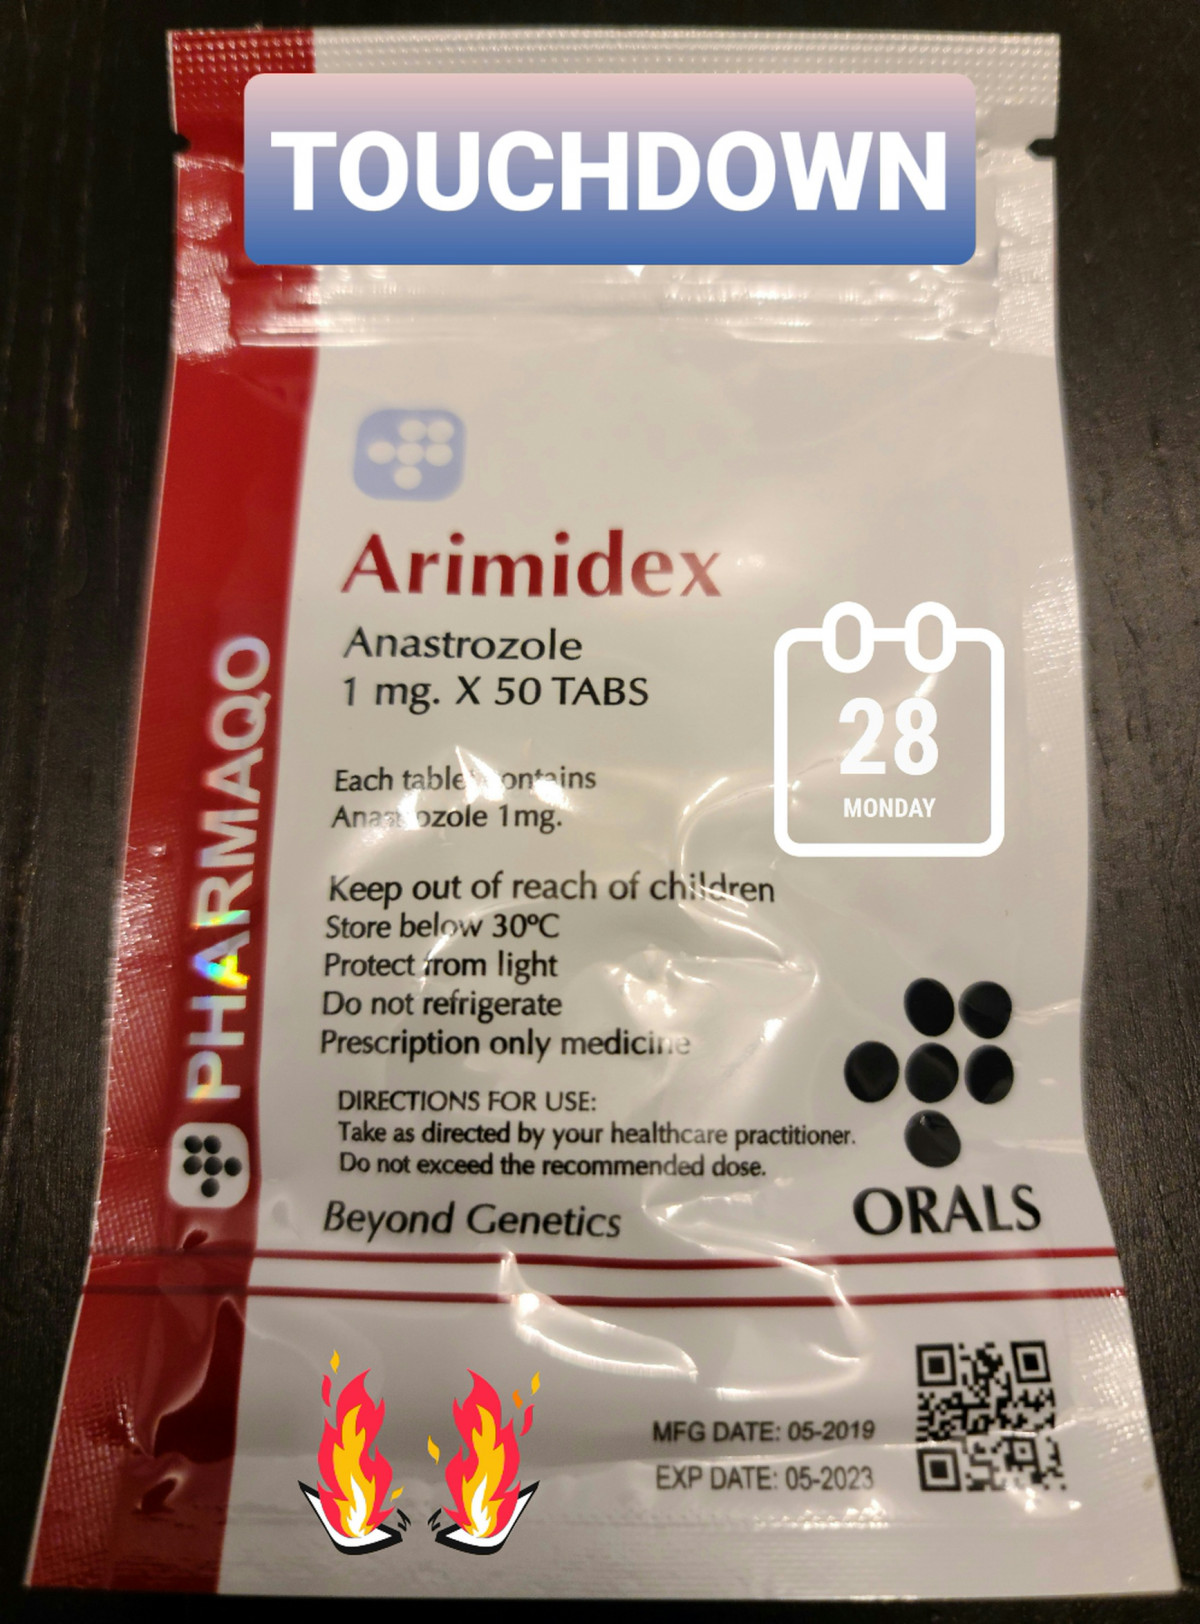 TOUCHDOWN
Arimidex
Anastrozole
1 mg. X 50 TABS
28
MONDAY
Each tablet contains
Anastrozole 1mg.
Keep out of reach of children
Store below 30ºC
Protect from light
Do not refrigerate
Prescription only medicine
DIRECTIONS FOR USE:
Take as directed by your healthcare practitioner.
Do not exceed the recommended dose.
Beyond Genetics
ORALS
PHARMAQO
MFG DATE: 05-2019
EXP DATE: 05-2023